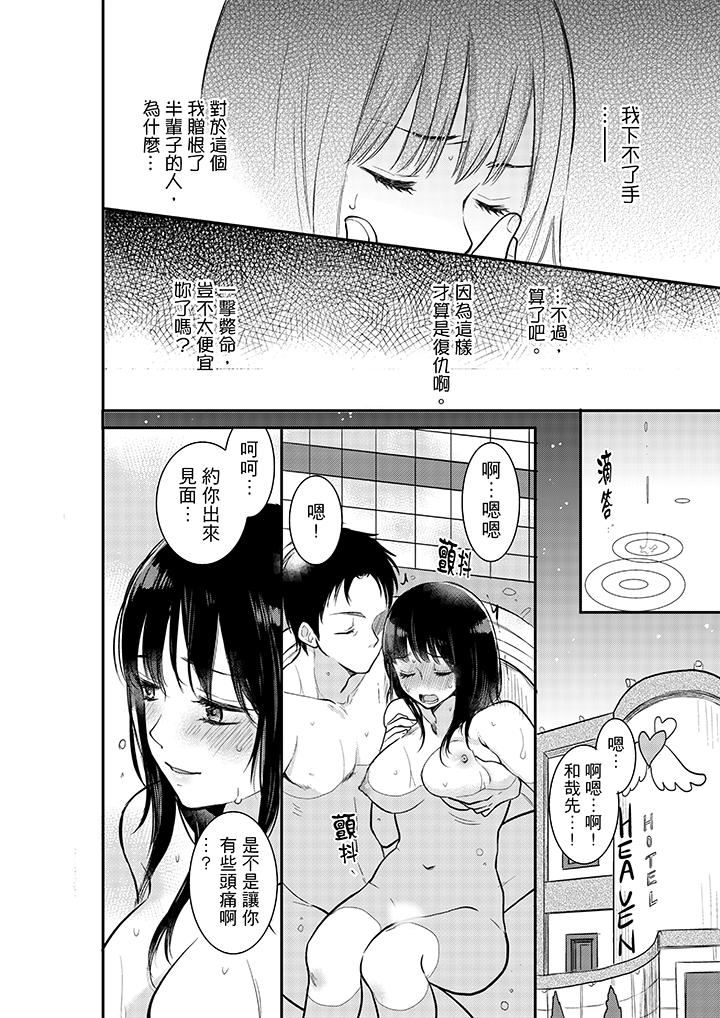 我下不了手
⋯⋯——
對於這個
我贈恨了
半輩子的人，
為什麼⋯
⋯不過，
算了吧。
因為這樣
才算是復仇啊。
一擊斃命，
豈不太便宜
妳了嗎？
滴答
嗯⋯
啊嗯⋯啊！
和哉先⋯！
HOTEL
HEAVEN
啊⋯嗯嗯
顫抖
嗯！
顫抖
呵呵⋯
約你出來
見面⋯
是不是讓你
有些頭痛啊
⋯？